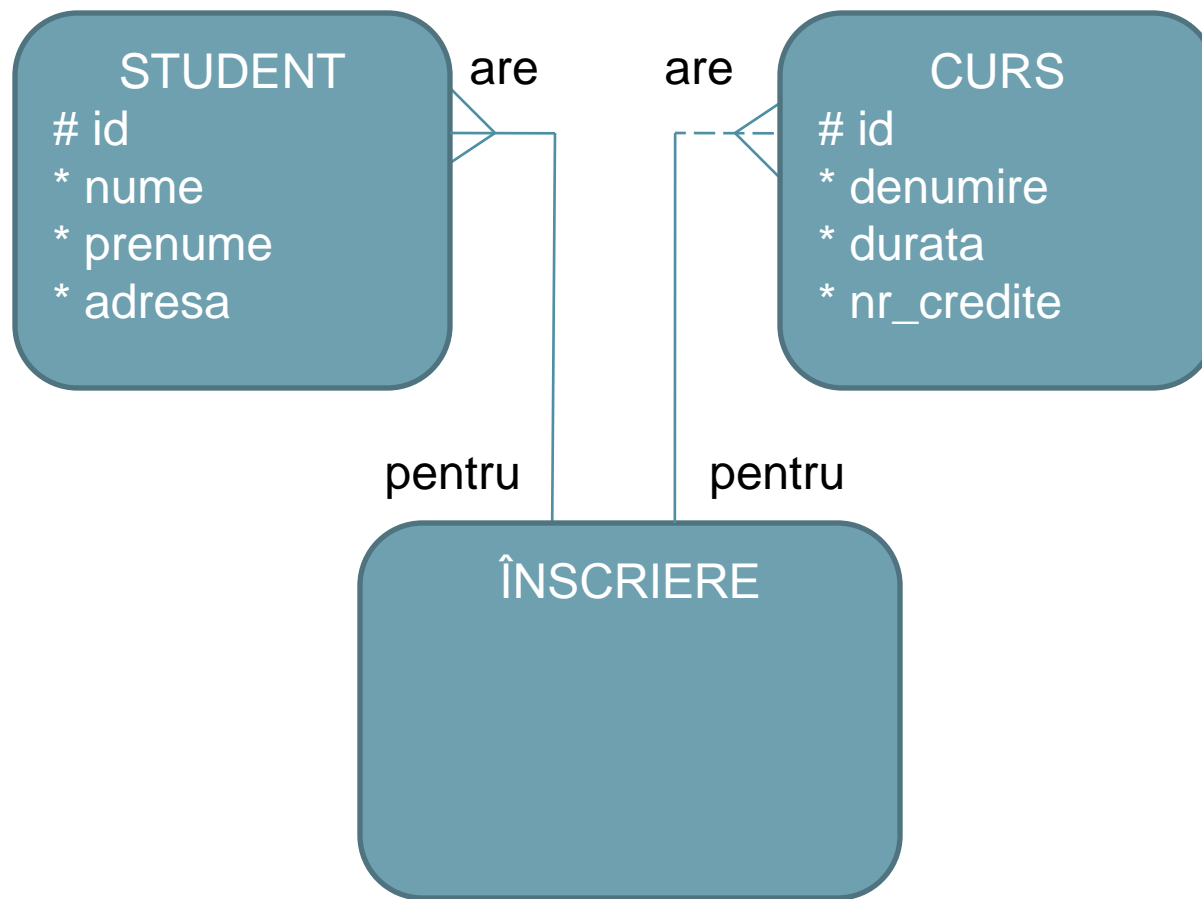 STUDENT
# id
* nume
* prenume
* adresa
are
are
CURS
# id
* denumire
* durata
* nr_credite
pentru
pentru
ÎNSCRIERE